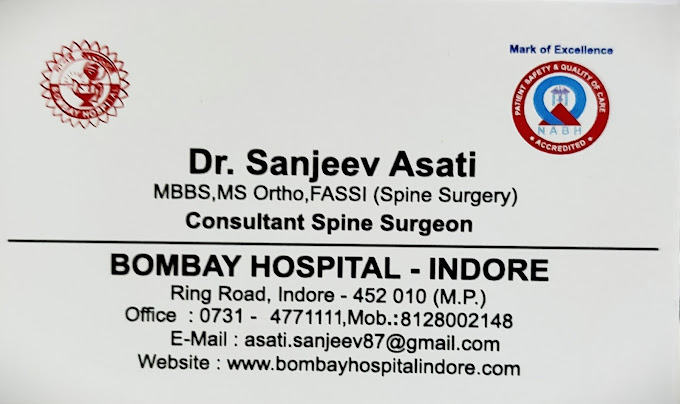 Mark of Excellence
BOMBAY HOSPITAL
PATIENT SAFETY & QUALITY OF CARE
NABH
• ACCREDITED •
Dr. Sanjeev Asati
MBBS,MS Ortho,FASSI (Spine Surgery)
Consultant Spine Surgeon
BOMBAY HOSPITAL - INDORE
Ring Road, Indore - 452 010 (M.P.)
Office : 0731 - 4771111,Mob.:8128002148
E-Mail : asati.sanjeev87@gmail.com
Website : www.bombayhospitalindore.com